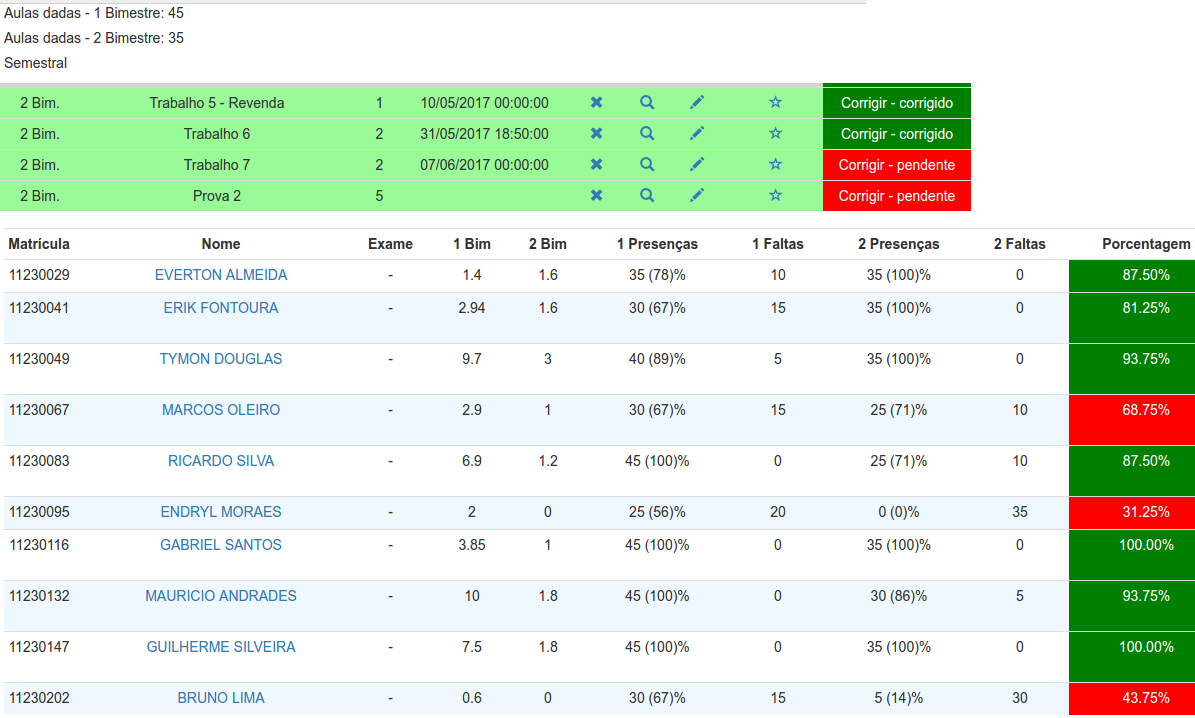 Aulas dadas - 1 Bimestre: 45
Aulas dadas - 2 Bimestre: 35
Semestral
2 Bim. Trabalho 5 - Revenda 1 10/05/2017 00:00:00 Corrigir - corrigido
2 Bim. Trabalho 6 2 31/05/2017 18:50:00 Corrigir - corrigido
2 Bim. Trabalho 7 2 07/06/2017 00:00:00 Corrigir - pendente
2 Bim. Prova 2 5 Corrigir - pendente
Matrícula Nome Exame 1 Bim 2 Bim 1 Presenças 1 Faltas 2 Presenças 2 Faltas Porcentagem
11230029 EVERTON ALMEIDA - 1.4 1.6 35 (78)% 10 35 (100)% 0 87.50%
11230041 ERIK FONTOURA - 2.94 1.6 30 (67)% 15 35 (100)% 0 81.25%
11230049 TYMON DOUGLAS - 9.7 3 40 (89)% 5 35 (100)% 0 93.75%
11230067 MARCOS OLEIRO - 2.9 1 30 (67)% 15 25 (71)% 10 68.75%
11230083 RICARDO SILVA - 6.9 1.2 45 (100)% 0 25 (71)% 10 87.50%
11230095 ENDRYL MORAES - 2 0 25 (56)% 20 0 (0)% 35 31.25%
11230116 GABRIEL SANTOS - 3.85 1 45 (100)% 0 35 (100)% 0 100.00%
11230132 MAURICIO ANDRADES - 10 1.8 45 (100)% 0 30 (86)% 5 93.75%
11230147 GUILHERME SILVEIRA - 7.5 1.8 45 (100)% 0 35 (100)% 0 100.00%
11230202 BRUNO LIMA - 0.6 0 30 (67)% 15 5 (14)% 30 43.75%